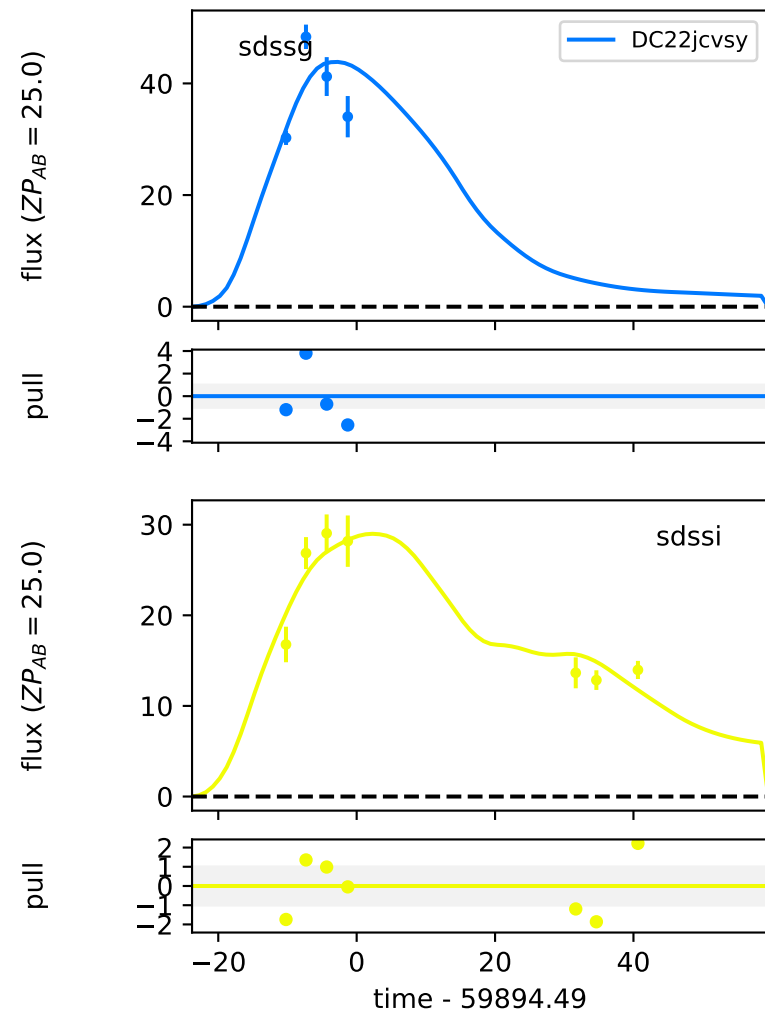 sdssg
DC22jcvsy
flux (ZP_AB = 25.0)
40
20
0
pull
4
2
0
−2
−4
sdssi
flux (ZP_AB = 25.0)
30
20
10
0
pull
2
1
0
−1
−2
−20 0 20 40
time - 59894.49